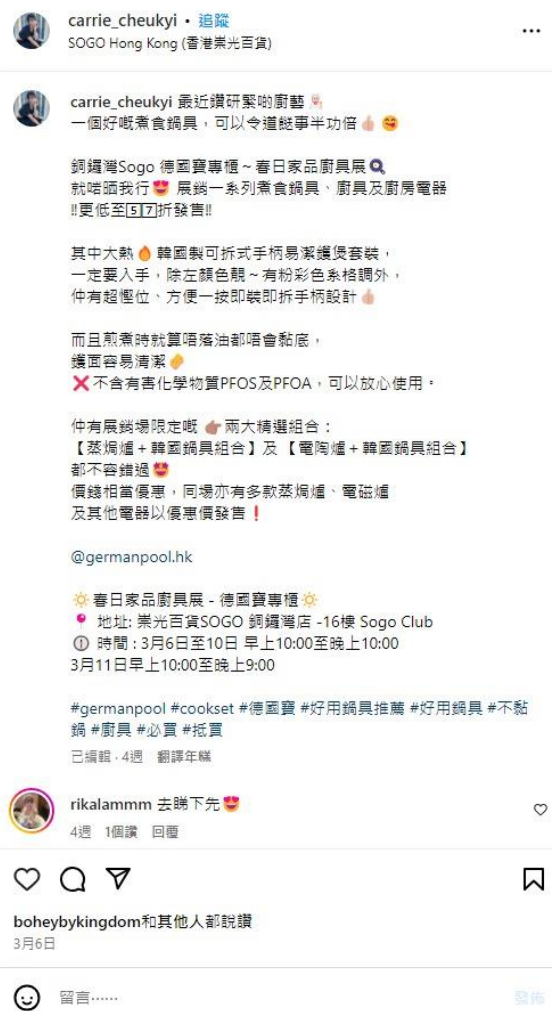 carrie_cheukyi • 追蹤
SOGO Hong Kong (香港崇光百貨)
carrie_cheukyi 最近鑽研緊啲廚藝👩🏻‍🍳
一個好嘅煮食鍋具，可以令道餸事半功倍👍🏻😋
銅鑼灣Sogo 德國寶專櫃～春日家品廚具展🍳
就啱晒我行😍 展銷一系列煮食鍋具、廚具及廚房電器
‼️更低至5️⃣7️⃣折發售‼️
其中大熱🔥韓國製可拆式手柄易潔鑊煲套裝，
一定要入手，除左顏色靚～有粉彩色系格調外，
仲有超慳位、方便一按即裝即拆手柄設計👍🏻
而且煎煮時就算唔落油都唔會黏底，
鑊面容易清潔🧽
❌不含有害化學物質PFOS及PFOA，可以放心使用。
仲有展銷場限定嘅 👉🏽兩大精選組合：
【蒸焗爐＋韓國鍋具組合】及 【電陶爐＋韓國鍋具組合】
都不容錯過😍
價錢相當優惠，同場亦有多款蒸焗爐、電磁爐
及其他電器以優惠價發售❗
@germanpool.hk
🔆春日家品廚具展 - 德國寶專櫃🔆
📍 地址: 崇光百貨SOGO 銅鑼灣店 -16樓 Sogo Club
🕛 時間 : 3月6日至10日 早上10:00至晚上10:00
3月11日早上10:00至晚上9:00
#germanpool #cookset #德國寶 #好用鍋具推薦 #好用鍋具 #不黏
鍋 #廚具 #必買 #抵買
已編輯 · 4週 翻譯年糕
rikalammm 去睇下先😍
4週 1個讚 回覆
boheybykingdom和其他人都說讚
3月6日
留言⋯⋯
發佈